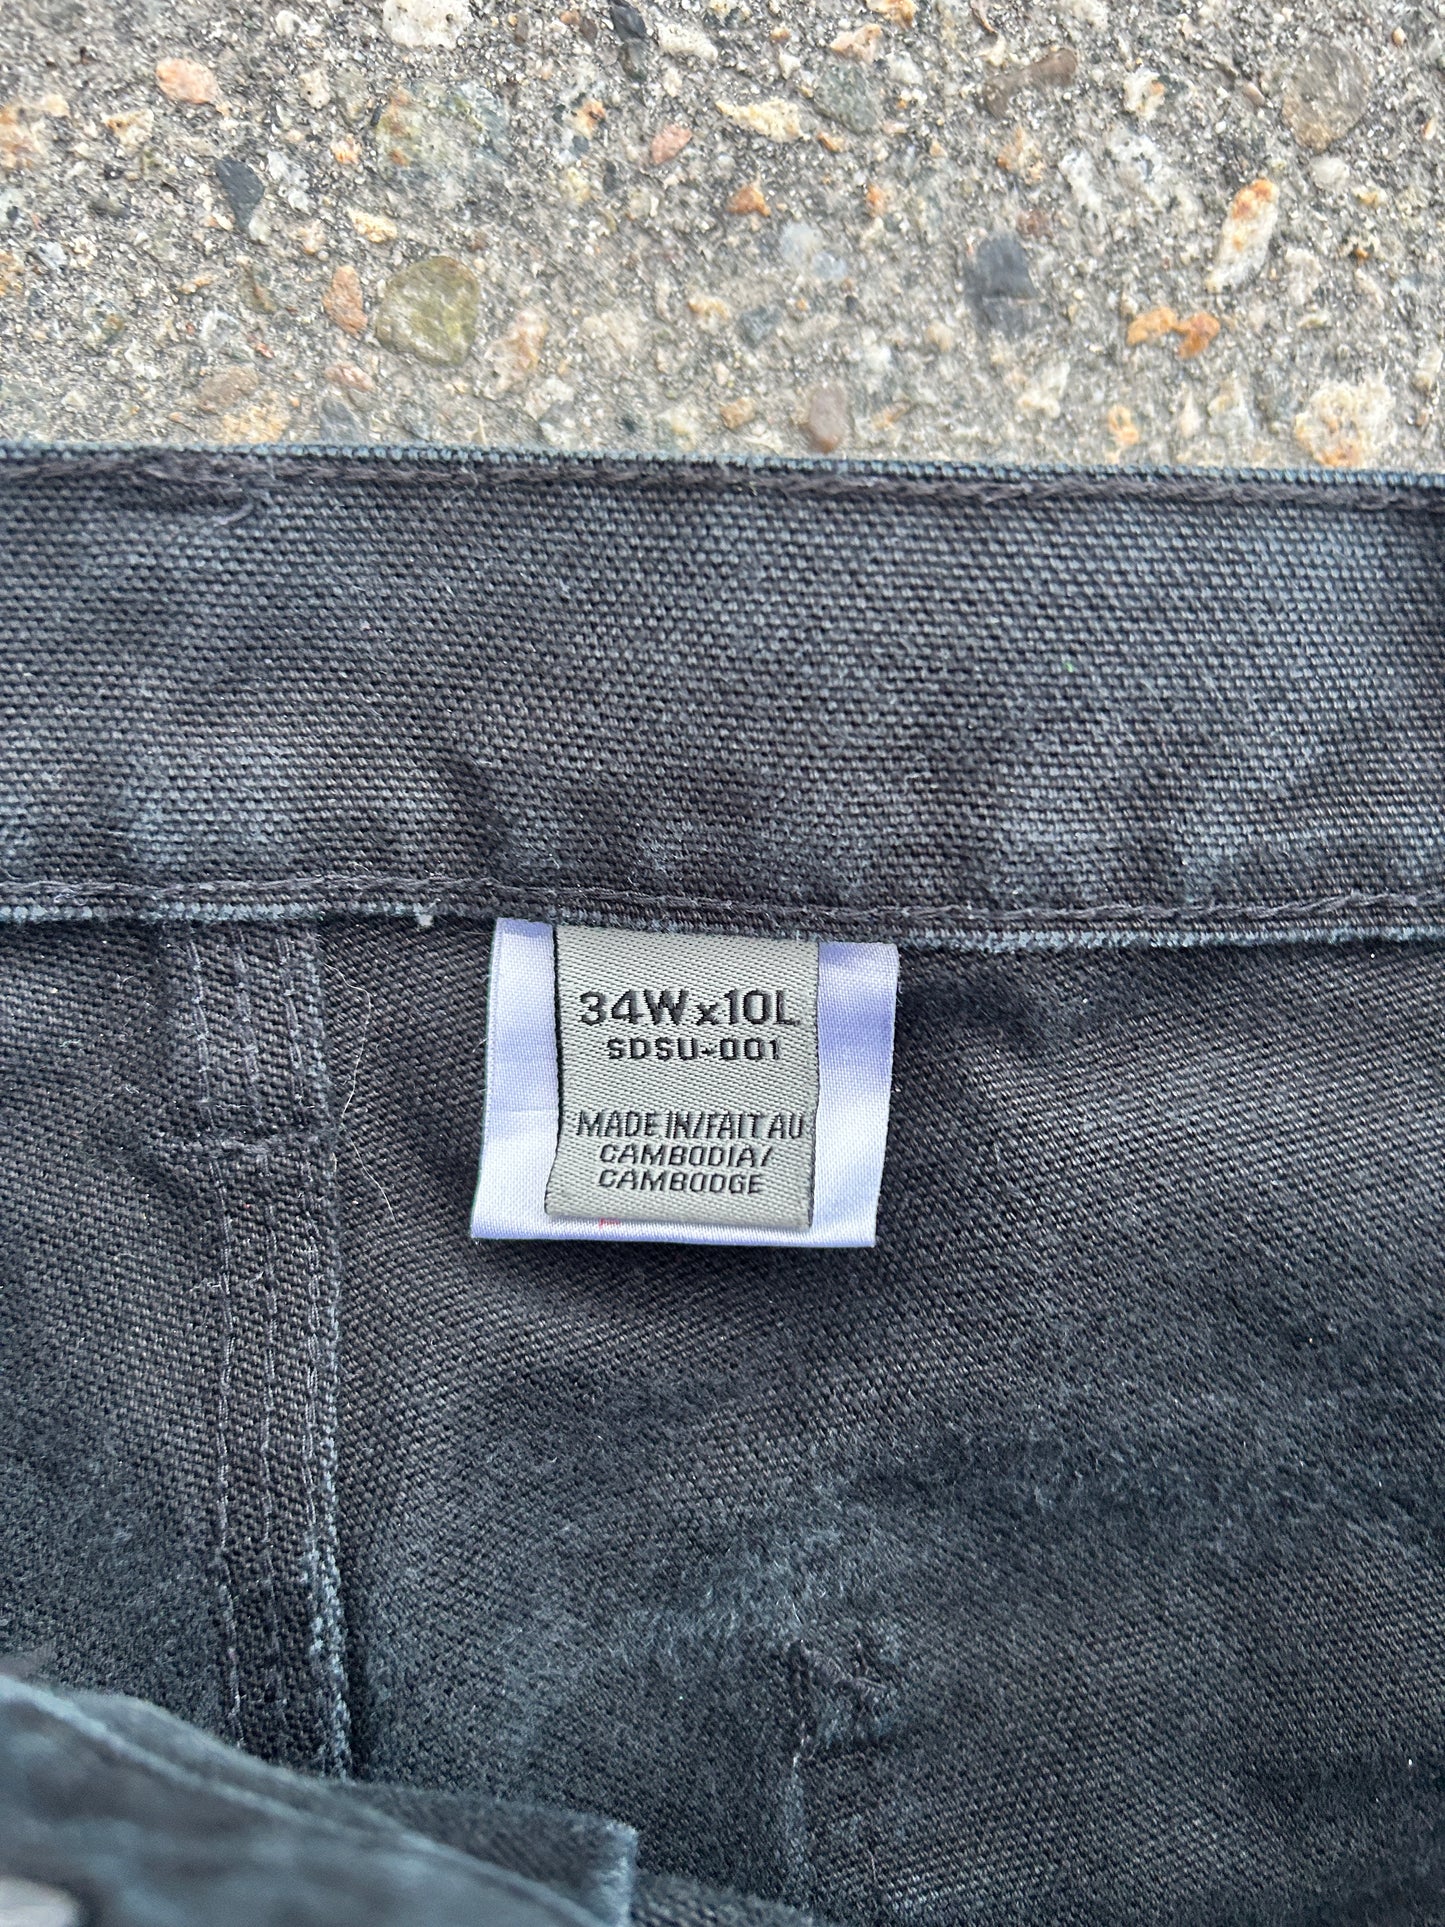 34W x 10L
SDSU-001
MADE IN/FAIT AU
CAMBODIA/
CAMBODGE